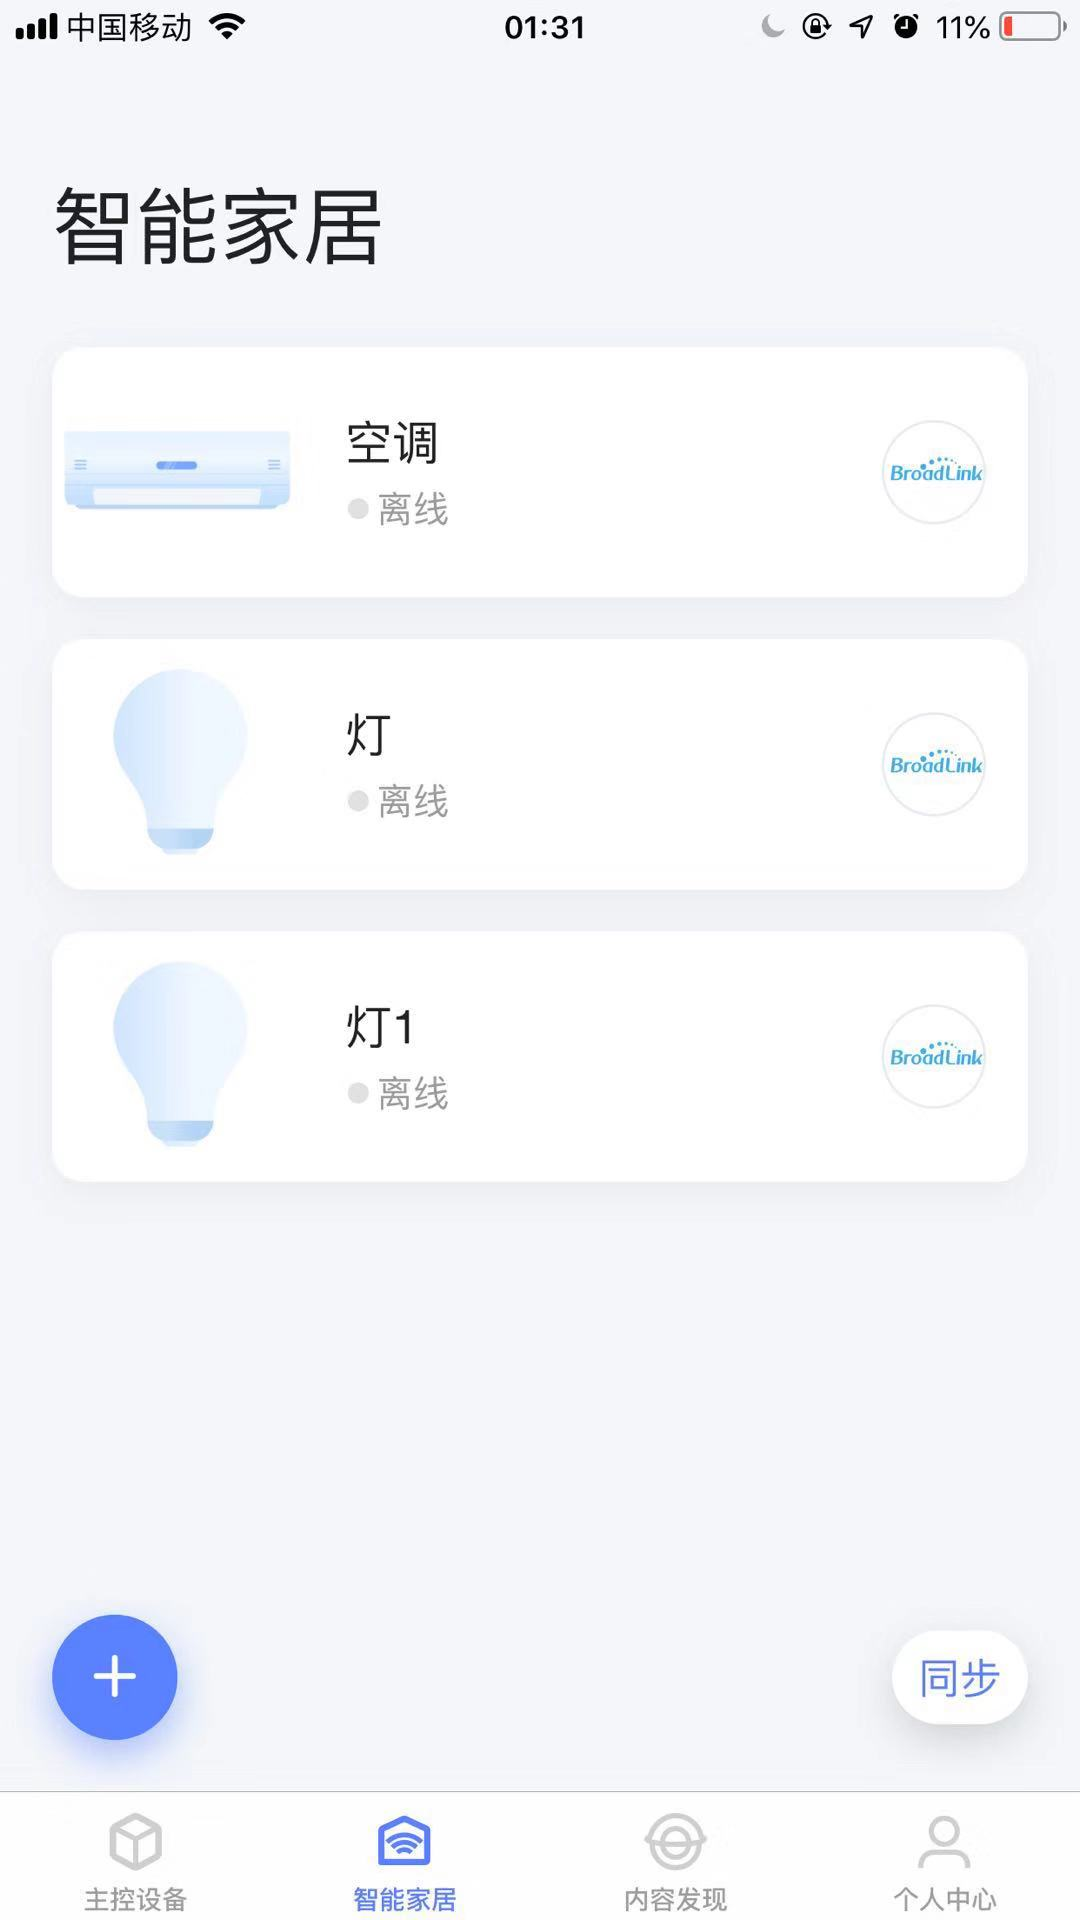 中国移动 01:31 11%
智能家居
空调
离线
BroadLink
灯
离线
BroadLink
灯1
离线
BroadLink
同步
主控设备 智能家居 内容发现 个人中心